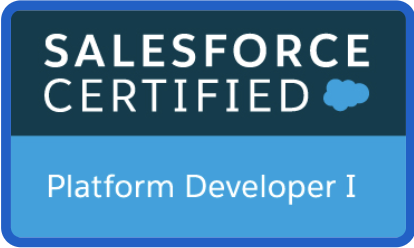 SALESFORCE
CERTIFIED
Platform Developer I